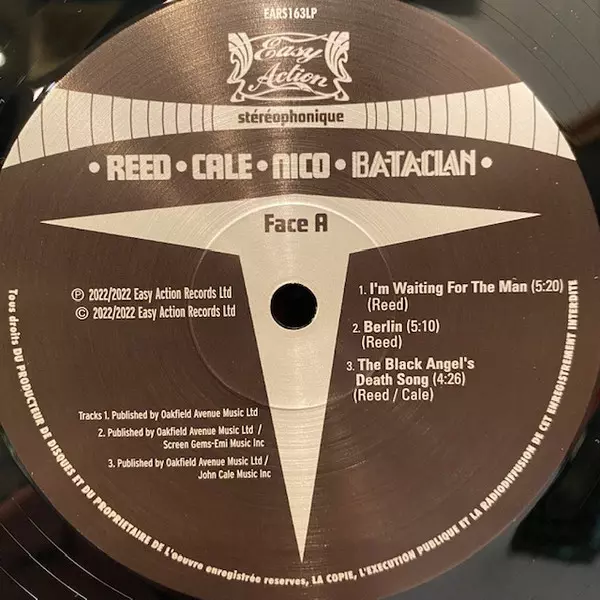 EARS163LP
Easy
Action
stéréophonique
• REED • CALE • NICO • BA-TA-CLAN •
Face A
℗ 2022/2022 Easy Action Records Ltd
© 2022/2022 Easy Action Records Ltd
1. I'm Waiting For The Man (5:20)
(Reed)
2. Berlin (5:10)
(Reed)
3. The Black Angel's
Death Song (4:26)
(Reed / Cale)
Tracks 1. Published by Oakfield Avenue Music Ltd
2. Published by Oakfield Avenue Music Ltd /
Screen Gems-Emi Music Inc
3. Published by Oakfield Avenue Music Ltd /
John Cale Music Inc
Tous droits DU PRODUCTEUR DE DISQUES ET DU PROPRIETAIRE DE L'oeuvre enregistrée reserves, LA COPIE, L'EXECUTION PUBLIQUE ET LA RADIODIFFUSION DE CET ENREGISTREMENT INTERDITE